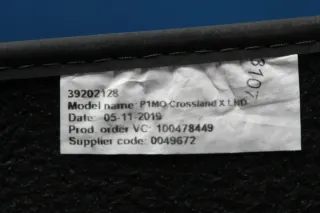 39202128
Model name: P1MO Crossland X LHD
Date: 05-11-2019
Prod. order VC: 100478449
Supplier code: 0049672